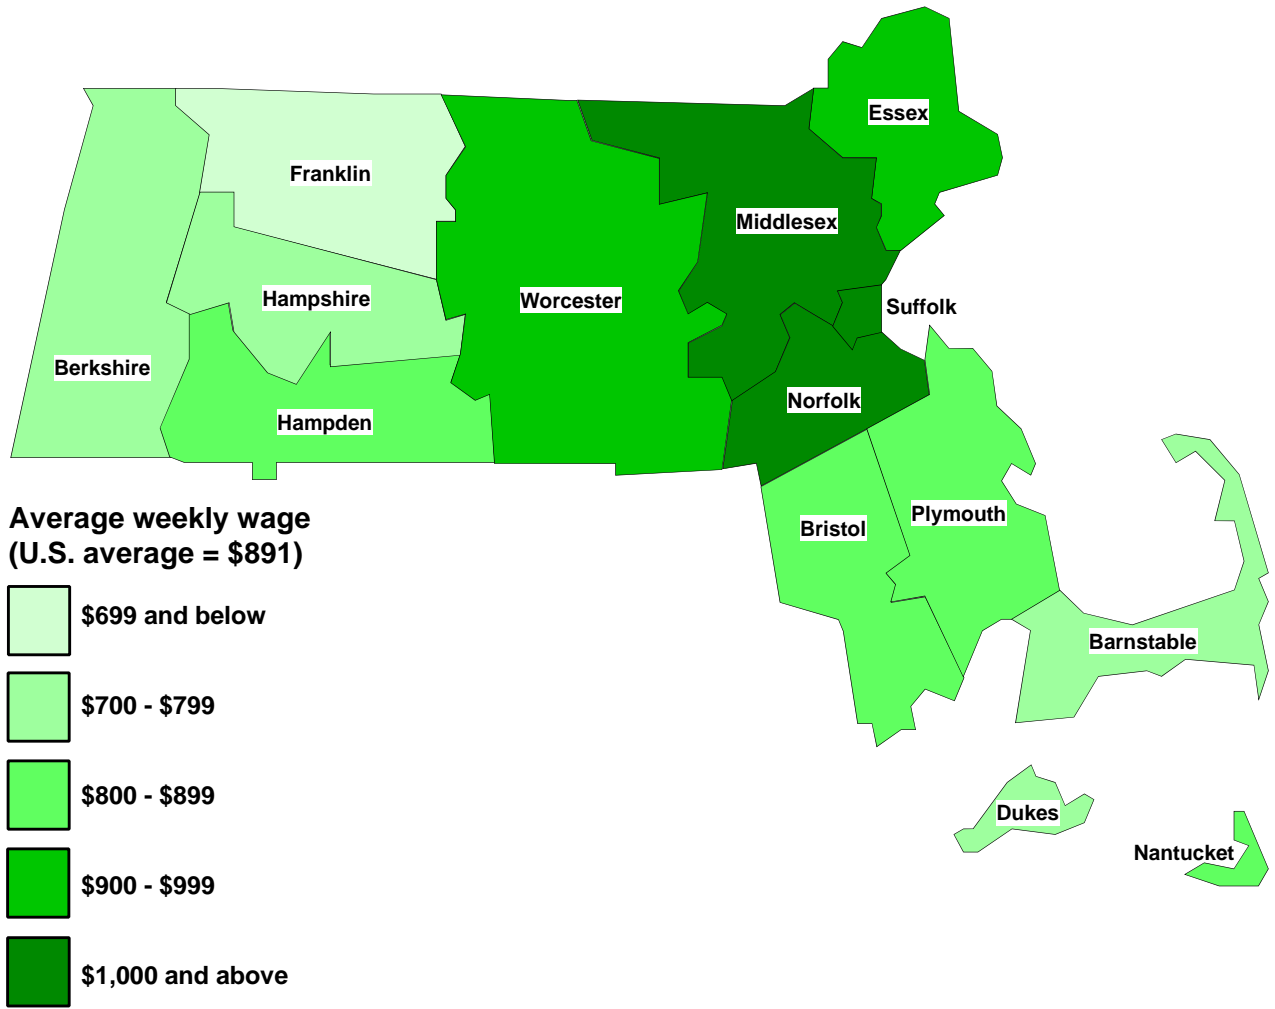 Essex
Franklin
Middlesex
Hampshire
Worcester
Suffolk
Berkshire
Norfolk
Hampden
Plymouth
Bristol
Barnstable
Dukes
Nantucket
Average weekly wage
(U.S. average = $891)
$699 and below
$700 - $799
$800 - $899
$900 - $999
$1,000 and above